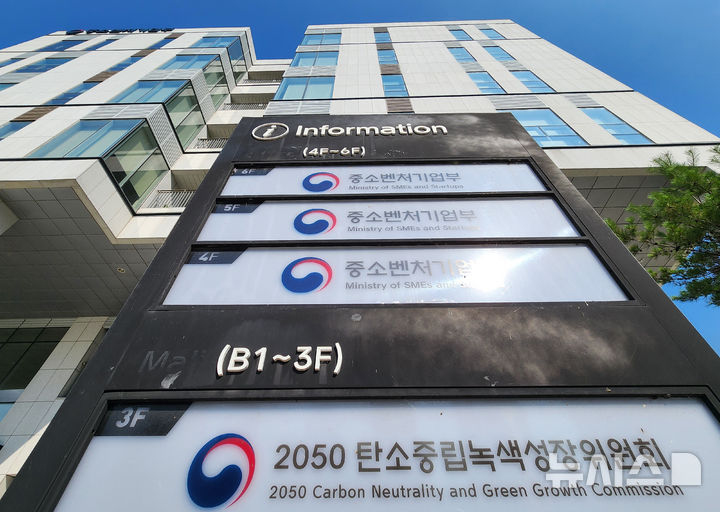 i Information
(4F~6F)
6F 중소벤처기업부
Ministry of SMEs and Startups
5F 중소벤처기업부
Ministry of SMEs and Startups
4F 중소벤처기업부
Ministry of SMEs and
(B1~3F)
3F
2050 탄소중립녹색성장위원회
2050 Carbon Neutrality and Green Growth Commission
뉴시스